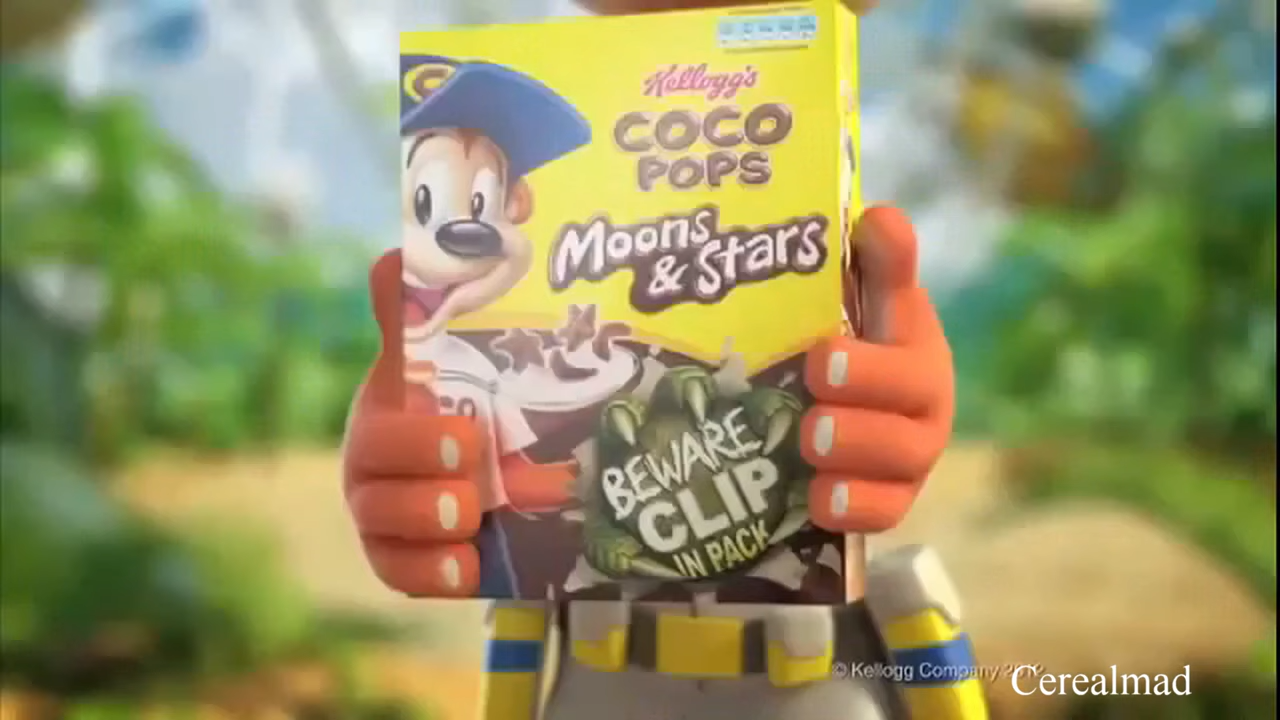 Kellogg's
COCO
POPS
Moons
& Stars
BEWARE
CLIP
IN PACK
© Kellogg Company
Cerealmad